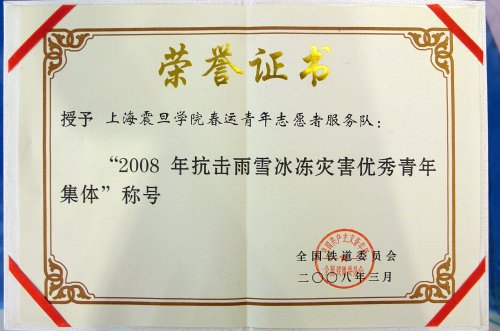 荣誉证书
授予 上海震旦学院春运青年志愿者服务队：
“2008 年抗击雨雪冰冻灾害优秀青年
集体”称号
全国铁道委员会
二〇〇八年三月